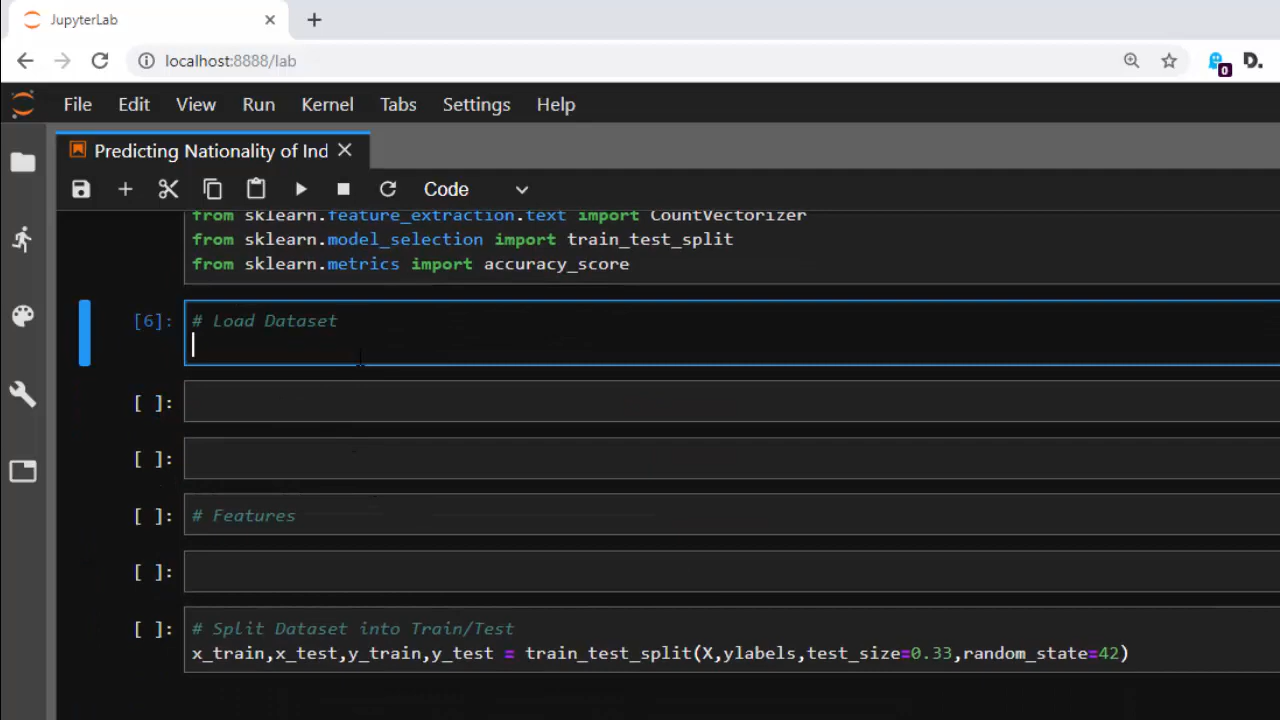 JupyterLab
localhost:8888/lab
0
D.
File Edit View Run Kernel Tabs Settings Help
Predicting Nationality of Ind
Code
from sklearn.feature_extraction.text import CountVectorizer
from sklearn.model_selection import train_test_split
from sklearn.metrics import accuracy_score
[6]: # Load Dataset
[ ]:
[ ]:
[ ]: # Features
[ ]:
[ ]: # Split Dataset into Train/Test
x_train,x_test,y_train,y_test = train_test_split(X,ylabels,test_size=0.33,random_state=42)